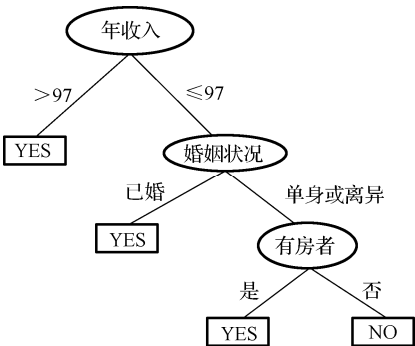 年收入
>97
≤97
YES
婚姻状况
已婚
单身或离异
YES
有房者
是
否
YES
NO